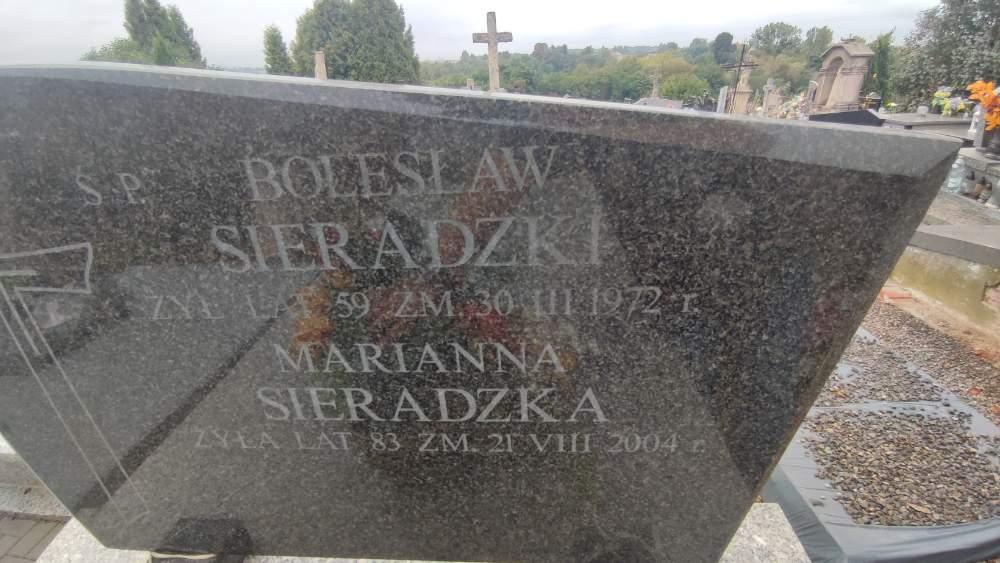 Ś. P. BOLESŁAW
SIERADZKI
ŻYŁ LAT 59 ZM. 30 III 1972 r.
MARIANNA
SIERADZKA
ŻYŁA LAT 83 ZM. 21 VIII 2004 r.